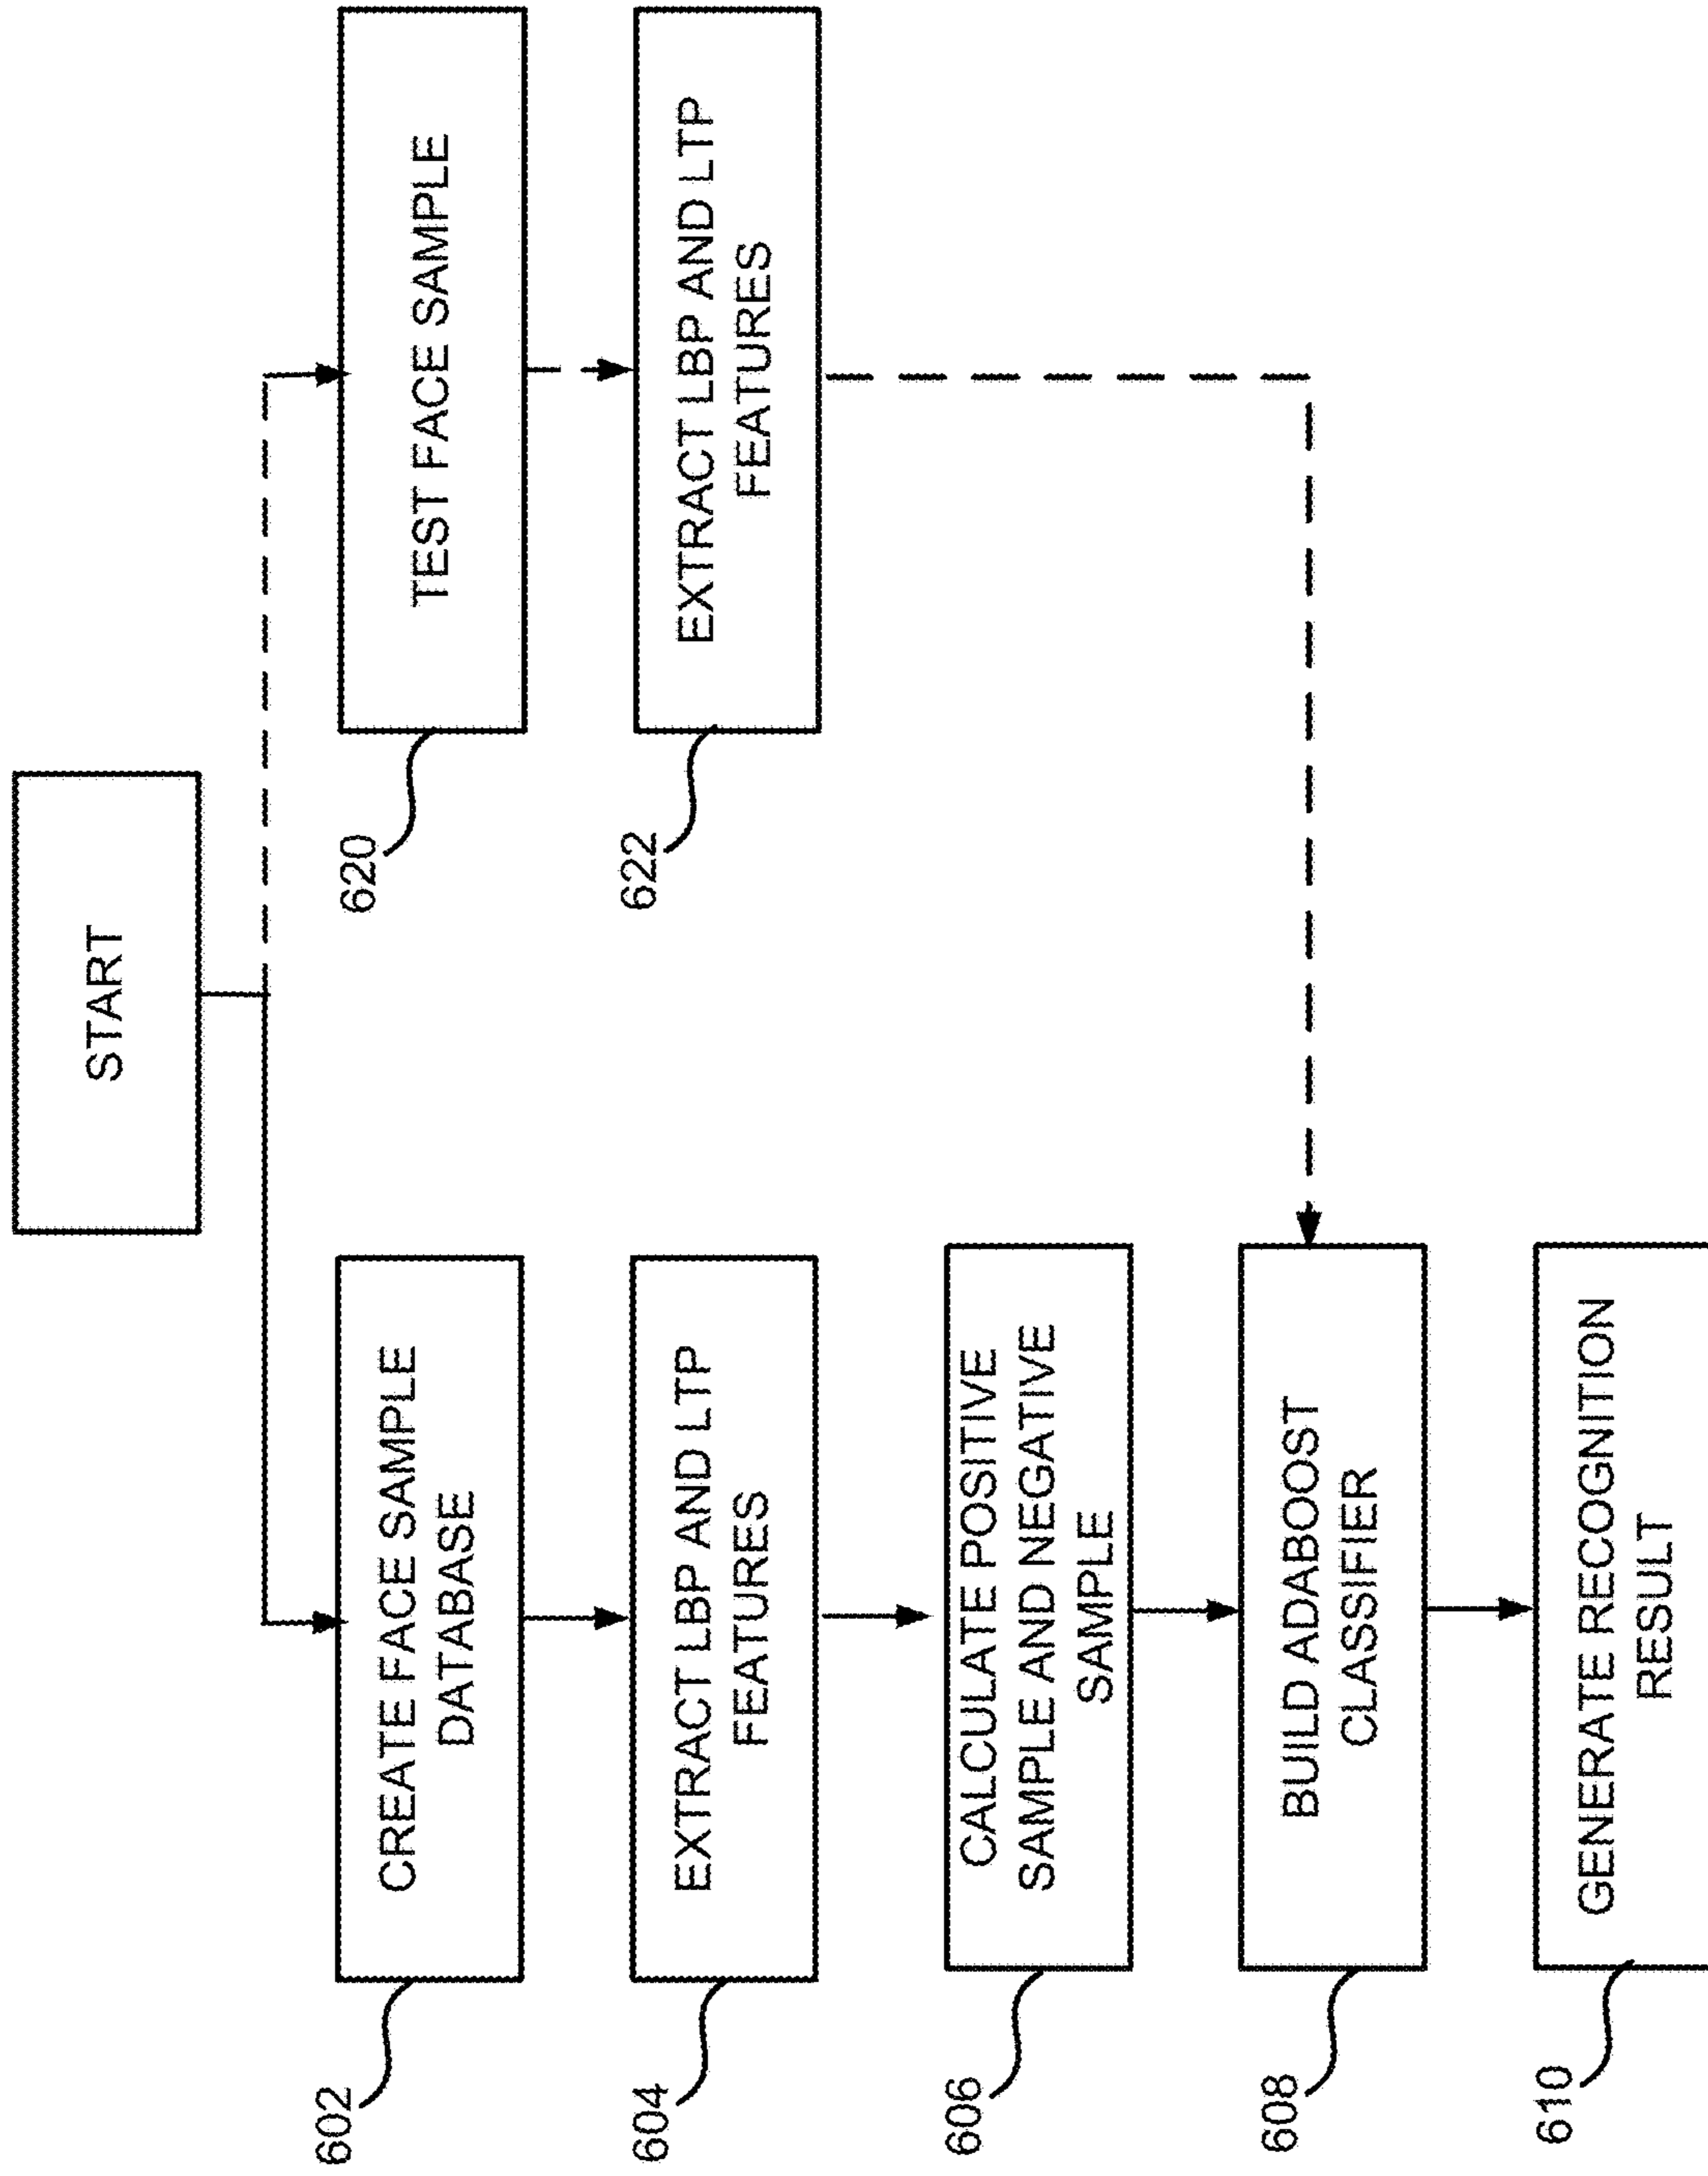 START
602
CREATE FACE SAMPLE
DATABASE
604
EXTRACT LBP AND LTP
FEATURES
606
CALCULATE POSITIVE
SAMPLE AND NEGATIVE
SAMPLE
608
BUILD ADABOOST
CLASSIFIER
610
GENERATE RECOGNITION
RESULT
620
TEST FACE SAMPLE
622
EXTRACT LBP AND LTP
FEATURES